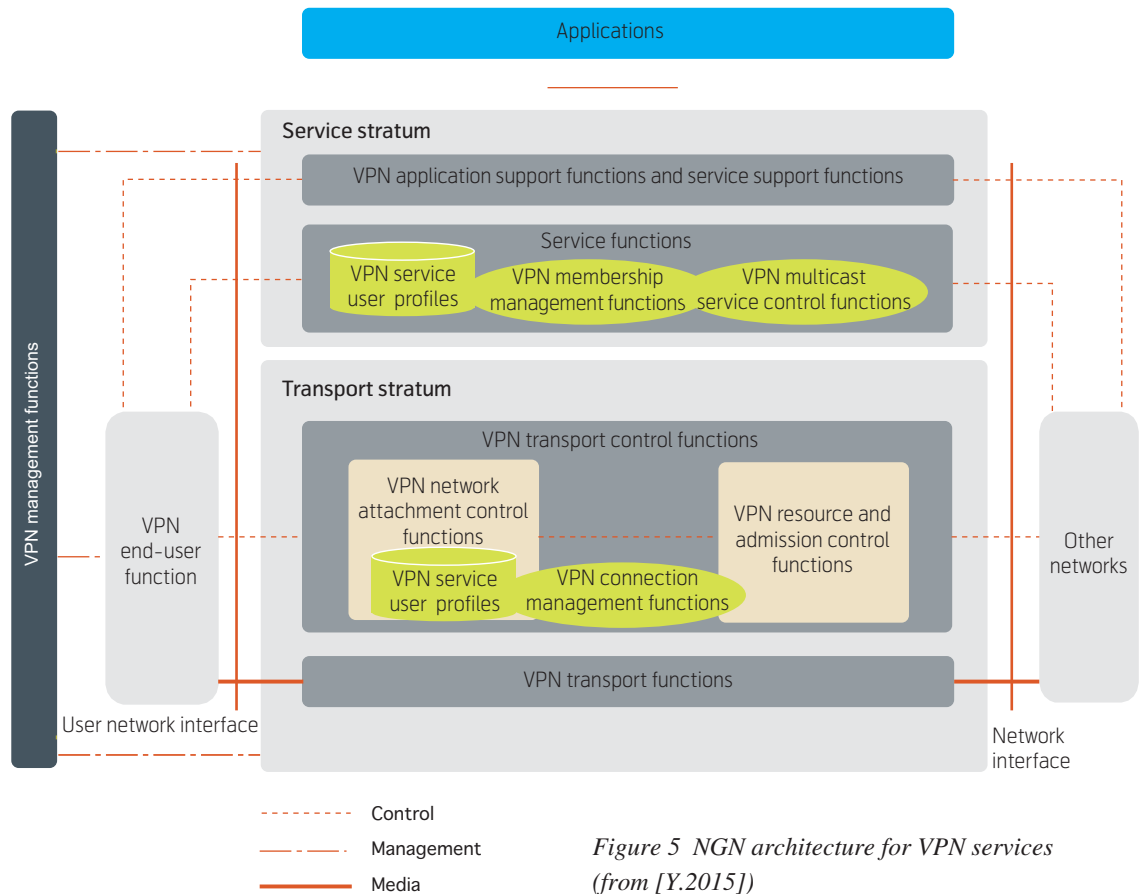 Applications
Service stratum
VPN application support functions and service support functions
Service functions
VPN service
user profiles
VPN membership
management functions
VPN multicast
service control functions
VPN management functions
Transport stratum
VPN transport control functions
VPN network
attachment control
functions
VPN service
user profiles
VPN connection
management functions
VPN resource and
admission control
functions
VPN
end-user
function
Other
networks
VPN transport functions
User network interface
Network
interface
Control
Management
Media
Figure 5 NGN architecture for VPN services
(from [Y.2015])